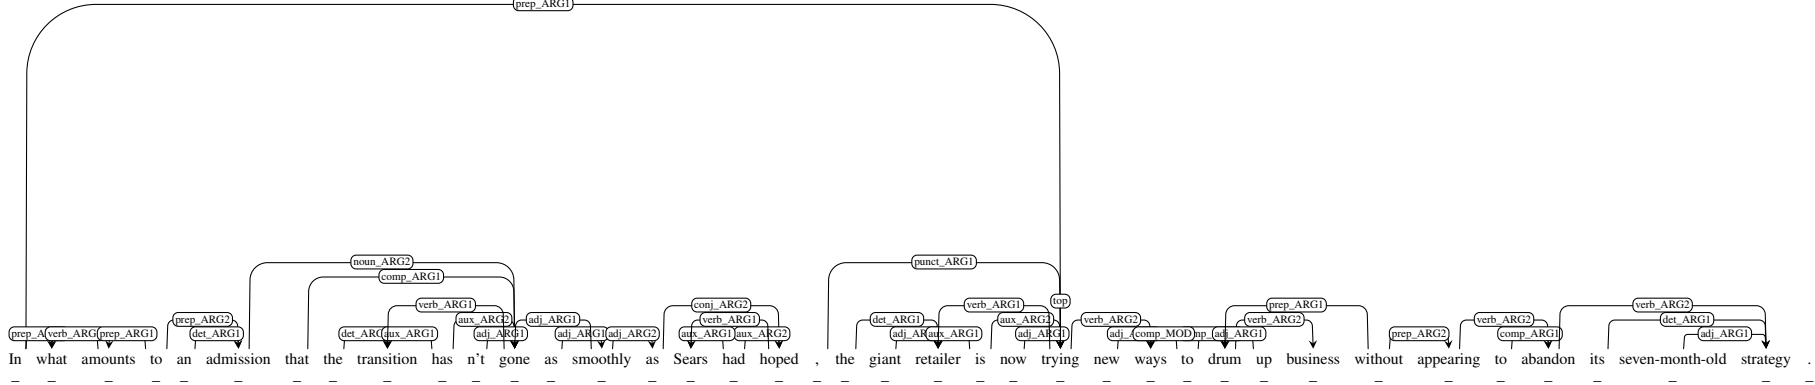 prep_ARG1
noun_ARG2 punct_ARG1
comp_ARG1
verb_ARG1 conj_ARG2 verb_ARG1 top prep_ARG1 verb_ARG2
prep_ARG2 aux_ARG2 adj_ARG1 verb_ARG1 det_ARG1 aux_ARG2 verb_ARG2 verb_ARG2 verb_ARG2 det_ARG1
prep_ARG1 det_ARG1 aux_ARG1 adj_ARG1 adj_ARG2 aux_ARG1 aux_ARG2 aux_ARG1 adj_ARG1 comp_MOD adj_ARG1 prep_ARG2 comp_ARG1 adj_ARG1
In what amounts to an admission that the transition has n't gone as smoothly as Sears had hoped , the giant retailer is now trying new ways to drum up business without appearing to abandon its seven-month-old strategy .